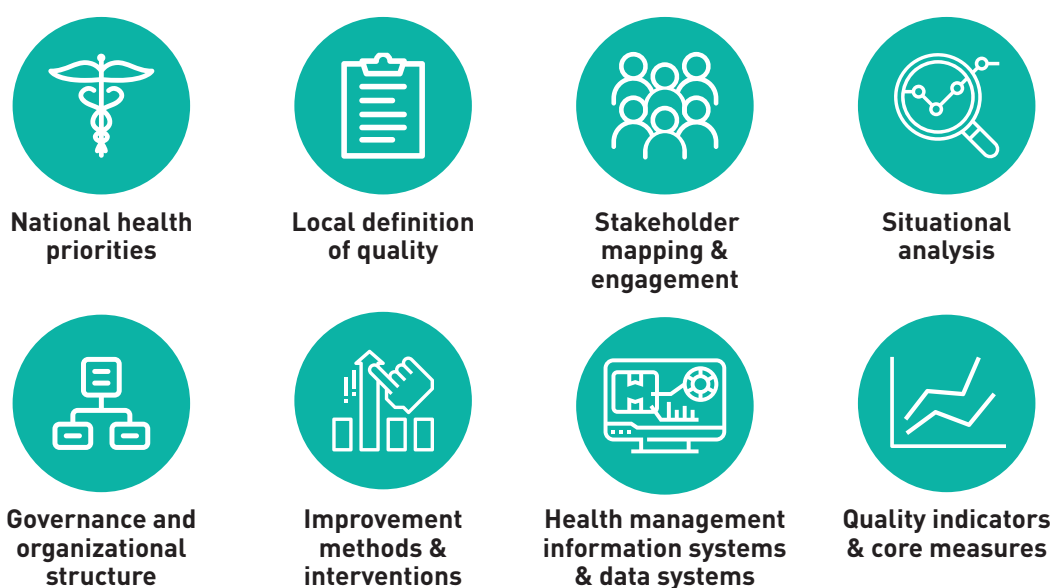 National health
priorities
Local definition
of quality
Stakeholder
mapping &
engagement
Situational
analysis
Governance and
organizational
structure
Improvement
methods &
interventions
Health management
information systems
& data systems
Quality indicators
& core measures